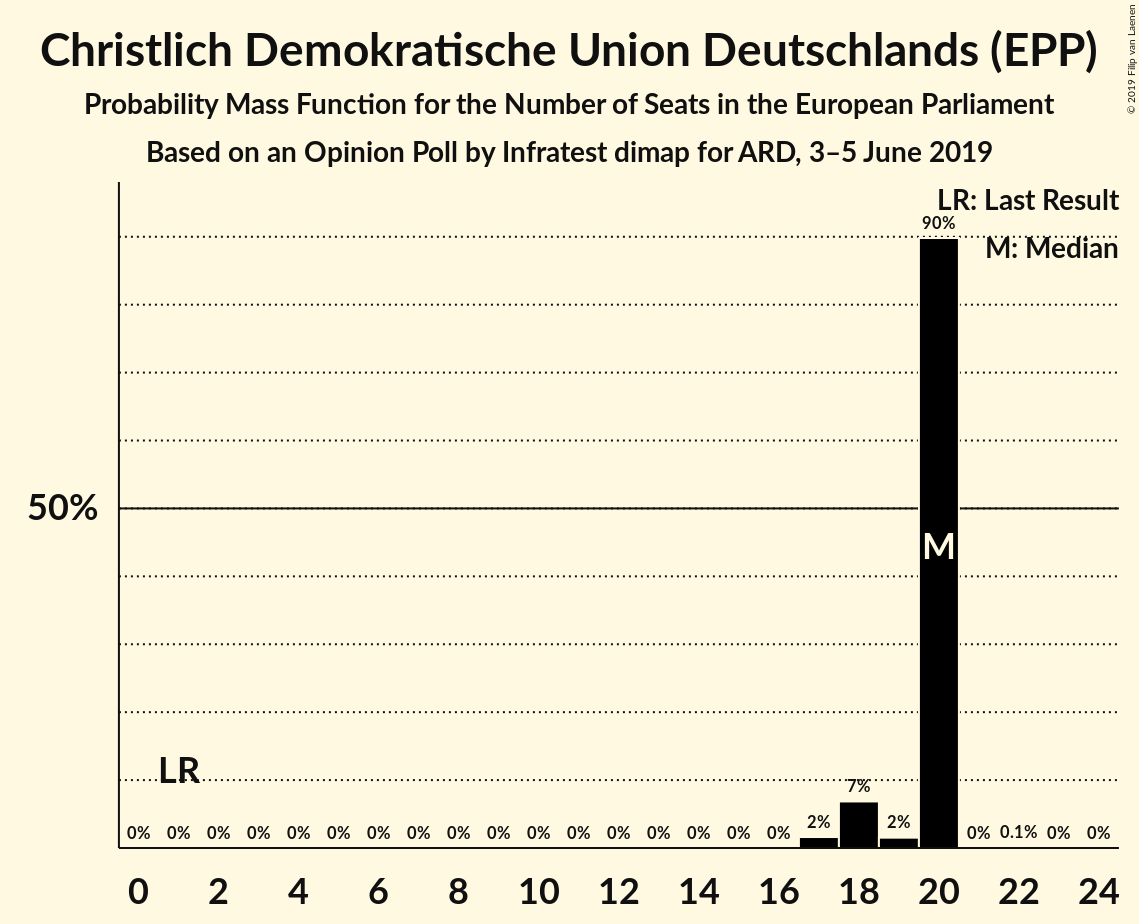 Christlich Demokratische Union Deutschlands (EPP)
Probability Mass Function for the Number of Seats in the European Parliament
Based on an Opinion Poll by Infratest dimap for ARD, 3–5 June 2019
© 2019 Filip van Laenen
LR: Last Result
90%
M: Median
50%
M
LR
7%
0% 0% 0% 0% 0% 0% 0% 0% 0% 0% 0% 0% 0% 0% 0% 0% 0% 2% 2% 0% 0.1% 0% 0%
0 2 4 6 8 10 12 14 16 18 20 22 24